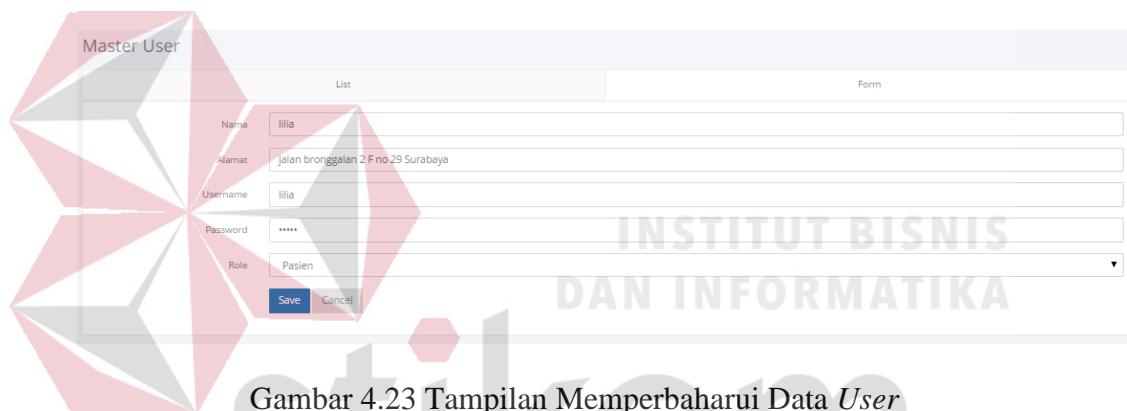 Master User
List Form
Nama lilia
Alamat jalan bronggalan 2 F no 29 Surabaya
Username lilia
Password •••••
INSTITUT BISNIS
Role Pasien
DAN INFORMATIKA
Save Cancel
Gambar 4.23 Tampilan Memperbaharui Data User